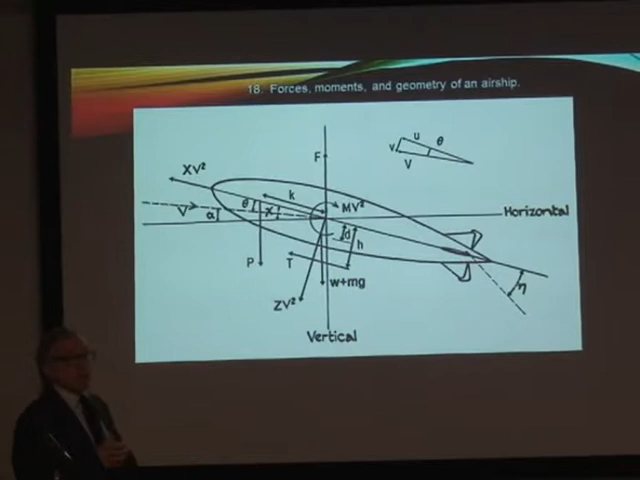 18. Forces, moments, and geometry of an airship.
u
θ
v
V
F
XV²
k
θ
X
MV²
V
α
Horizontal
d
h
P
T
w+mg
ZV²
η
Vertical